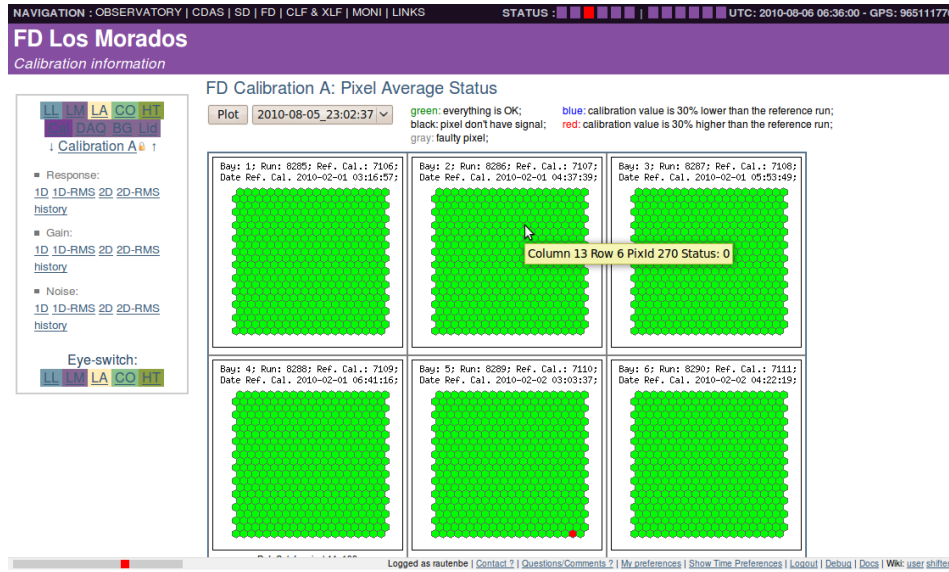 NAVIGATION : OBSERVATORY | CDAS | SD | FD | CLF & XLF | MONI | LINKS STATUS : | UTC: 2010-08-06 06:36:00 - GPS: 96511177
FD Los Morados
Calibration information
FD Calibration A: Pixel Average Status
LL LM LA CO HT
DAQ BG Lid
↓ Calibration A ↑
Response:
1D 1D-RMS 2D 2D-RMS
history
Gain:
1D 1D-RMS 2D 2D-RMS
history
Noise:
1D 1D-RMS 2D 2D-RMS
history
Eye-switch:
LL LM LA CO HT
Plot 2010-08-05_23:02:37
green: everything is OK; blue: calibration value is 30% lower than the reference run;
black: pixel don't have signal; red: calibration value is 30% higher than the reference run;
gray: faulty pixel;
Bay: 1; Run: 8285; Ref. Cal.: 7106;
Date Ref. Cal. 2010-02-01 03:16:57;
Bay: 2; Run: 8286; Ref. Cal.: 7107;
Date Ref. Cal. 2010-02-01 04:37:39;
Bay: 3; Run: 8287; Ref. Cal.: 7108;
Date Ref. Cal. 2010-02-01 05:53:49;
Column 13 Row 6 PixId 270 Status: 0
Bay: 4; Run: 8288; Ref. Cal.: 7109;
Date Ref. Cal. 2010-02-01 06:41:16;
Bay: 5; Run: 8289; Ref. Cal.: 7110;
Date Ref. Cal. 2010-02-02 03:03:37;
Bay: 6; Run: 8290; Ref. Cal.: 7111;
Date Ref. Cal. 2010-02-02 04:22:19;
Logged as rautenbe | Contact ? | Questions/Comments ? | My preferences | Show Time Preferences | Logout | Debug | Docs | Wiki: user shifter